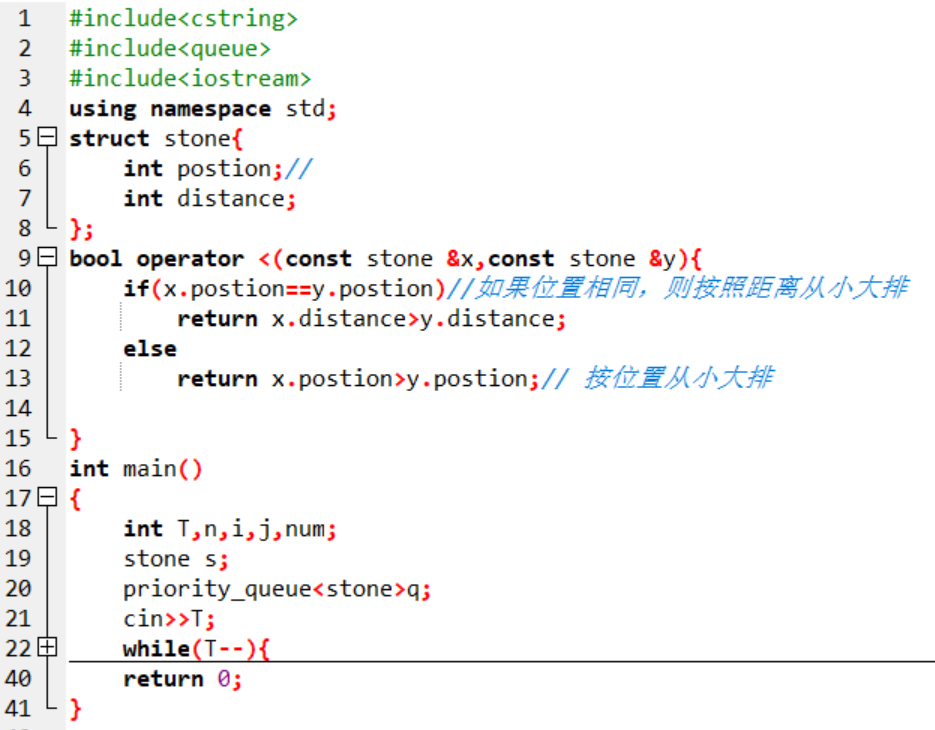 1 #include<cstring>
2 #include<queue>
3 #include<iostream>
4 using namespace std;
5 struct stone{
6 int postion;//
7 int distance;
8 };
9 bool operator <(const stone &x,const stone &y){
10 if(x.postion==y.postion)//如果位置相同，则按照距离从小大排
11 return x.distance>y.distance;
12 else
13 return x.postion>y.postion;// 按位置从小大排
14
15 }
16 int main()
17 {
18 int T,n,i,j,num;
19 stone s;
20 priority_queue<stone>q;
21 cin>>T;
22 while(T--){
40 return 0;
41 }